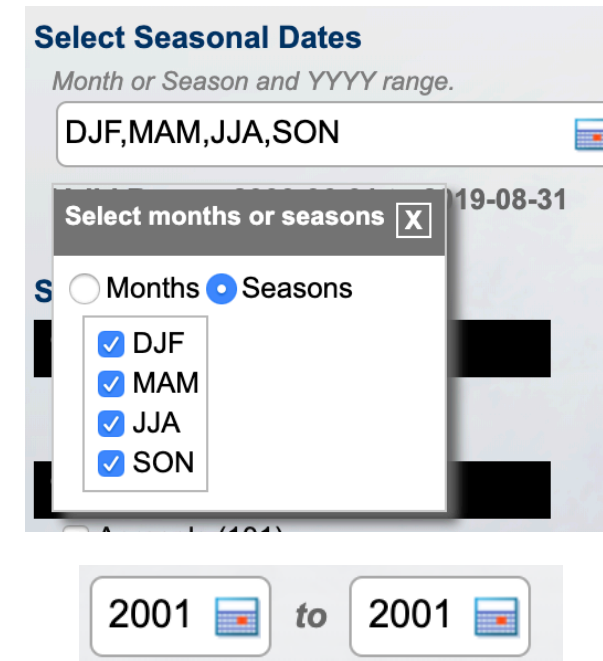 Select Seasonal Dates
Month or Season and YYYY range.
DJF,MAM,JJA,SON
19-08-31
Select months or seasons X
Months Seasons
DJF
MAM
JJA
SON
2001 to 2001